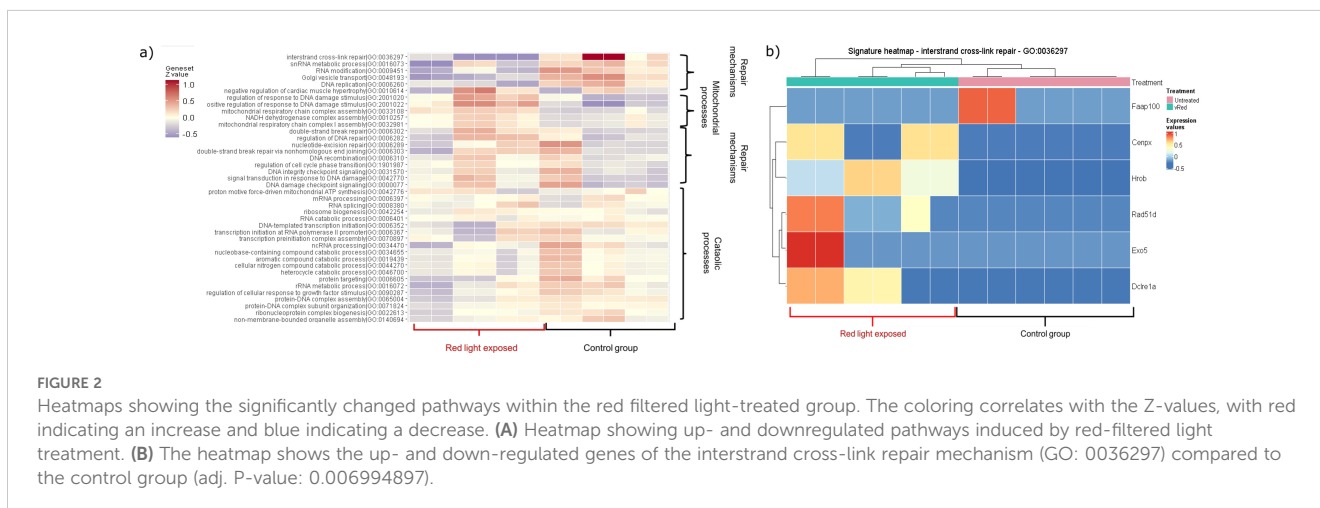 a)
Geneset
Z value
1.0
0.5
0.0
-0.5
interstrand cross-link repair|GO:0036297
snRNA metabolic process|GO:0016073
RNA modification|GO:0009451
Golgi vesicle transport|GO:0048193
DNA replication|GO:0006260
negative regulation of cardiac muscle hypertrophy|GO:0010614
regulation of response to DNA damage stimulus|GO:2001020
ositive regulation of response to DNA damage stimulus|GO:2001022
mitochondrial respiratory chain complex assembly|GO:0033108
NADH dehydrogenase complex assembly|GO:0010257
mitochondrial respiratory chain complex I assembly|GO:0032981
double-strand break repair|GO:0006302
regulation of DNA repair|GO:0006282
nucleotide-excision repair|GO:0006289
double-strand break repair via nonhomologous end joining|GO:0006303
DNA recombination|GO:0006310
regulation of cell cycle phase transition|GO:1901987
DNA integrity checkpoint signaling|GO:0031570
signal transduction in response to DNA damage|GO:0042770
DNA damage checkpoint signaling|GO:0000077
proton motive force-driven mitochondrial ATP synthesis|GO:0042776
mRNA processing|GO:0006397
RNA splicing|GO:0008380
ribosome biogenesis|GO:0042254
RNA catabolic process|GO:0006401
DNA-templated transcription initiation|GO:0006352
transcription initiation at RNA polymerase II promoter|GO:0006367
transcription preinitiation complex assembly|GO:0070897
ncRNA processing|GO:0034470
nucleobase-containing compound catabolic process|GO:0034655
aromatic compound catabolic process|GO:0019439
cellular nitrogen compound catabolic process|GO:0044270
heterocycle catabolic process|GO:0046700
protein targeting|GO:0006605
rRNA metabolic process|GO:0016072
regulation of cellular response to growth factor stimulus|GO:0090287
protein-DNA complex assembly|GO:0065004
protein-DNA complex subunit organization|GO:0071824
ribonucleoprotein complex biogenesis|GO:0022613
non-membrane-bounded organelle assembly|GO:0140694
Repair
mechanisms
Mitochondrial
processes
Repair
mechanisms
Cataolic
processes
Red light exposed
Control group
b)
Signature heatmap - interstrand cross-link repair - GO:0036297
Treatment
Faap100
Cenpx
Hrob
Rad51d
Exo5
Dclre1a
Treatment
Untreated
vRed
Expression
values
1
0.5
0
-0.5
Red light exposed
Control group
FIGURE 2
Heatmaps showing the significantly changed pathways within the red filtered light-treated group. The coloring correlates with the Z-values, with red
indicating an increase and blue indicating a decrease. (A) Heatmap showing up- and downregulated pathways induced by red-filtered light
treatment. (B) The heatmap shows the up- and down-regulated genes of the interstrand cross-link repair mechanism (GO: 0036297) compared to
the control group (adj. P-value: 0.006994897).